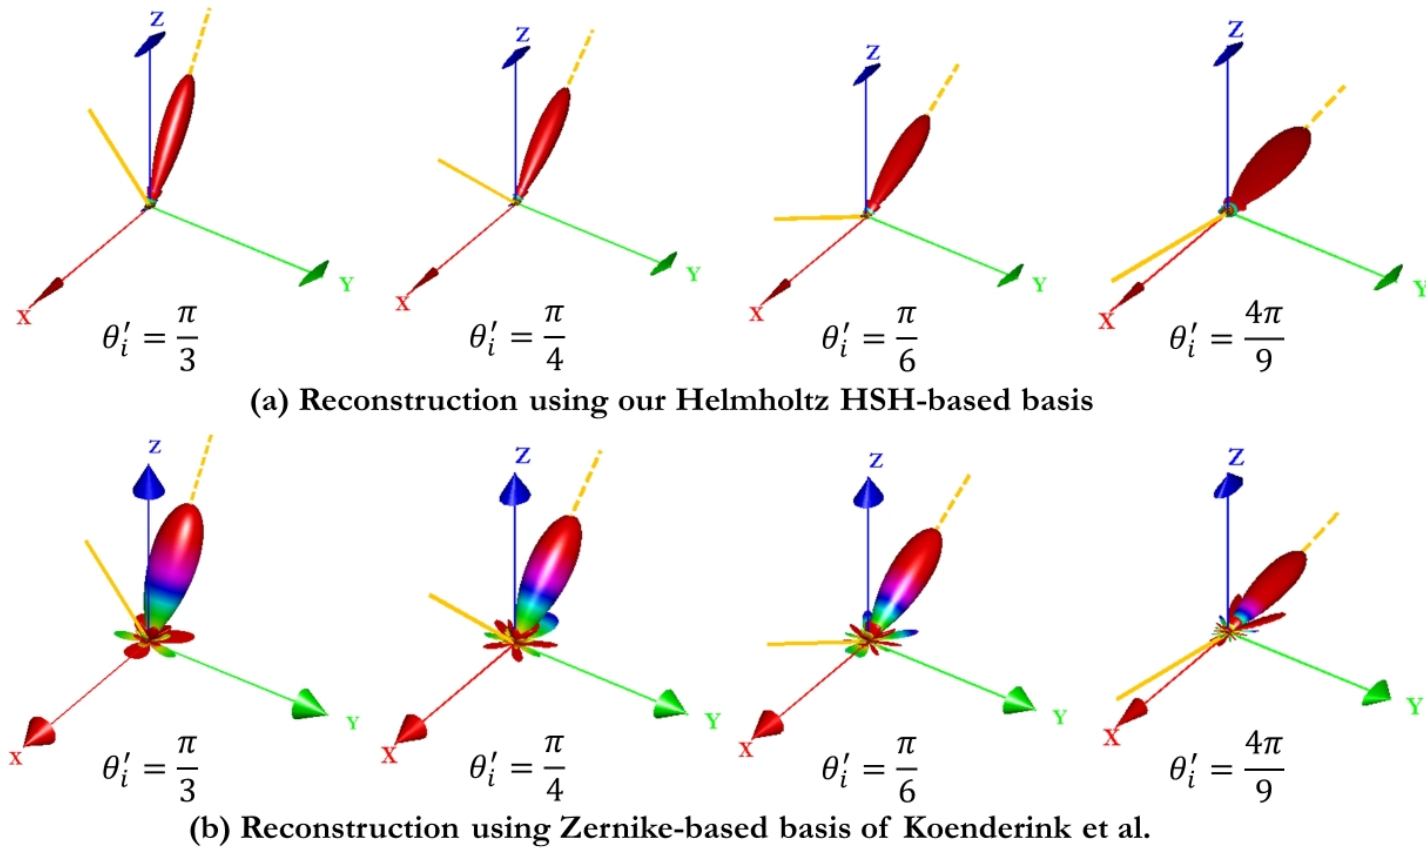 Z Z Z Z
Y Y Y Y
X X X X
θ′ᵢ = π/3 θ′ᵢ = π/4 θ′ᵢ = π/6 θ′ᵢ = 4π/9
(a) Reconstruction using our Helmholtz HSH-based basis
Z Z Z Z
Y Y Y Y
X X X X
θ′ᵢ = π/3 θ′ᵢ = π/4 θ′ᵢ = π/6 θ′ᵢ = 4π/9
(b) Reconstruction using Zernike-based basis of Koenderink et al.